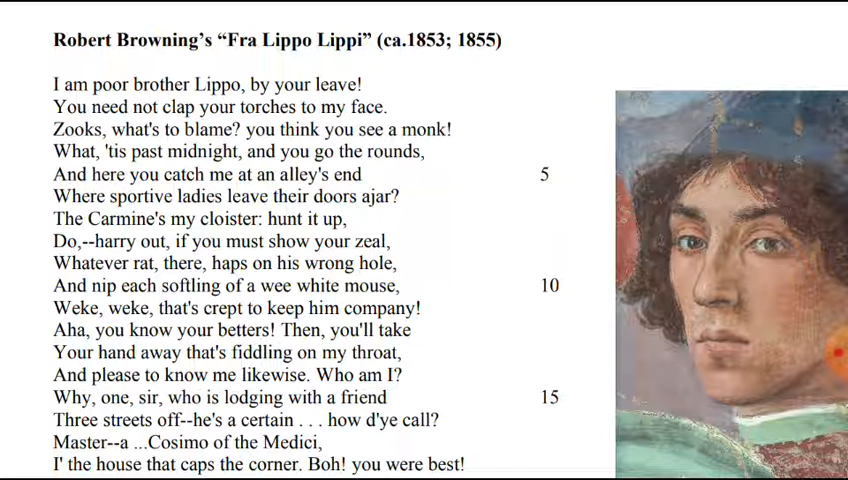 Robert Browning’s “Fra Lippo Lippi” (ca.1853; 1855)
I am poor brother Lippo, by your leave!
You need not clap your torches to my face.
Zooks, what's to blame? you think you see a monk!
What, 'tis past midnight, and you go the rounds,
And here you catch me at an alley's end 5
Where sportive ladies leave their doors ajar?
The Carmine's my cloister: hunt it up,
Do,--harry out, if you must show your zeal,
Whatever rat, there, haps on his wrong hole,
And nip each softling of a wee white mouse, 10
Weke, weke, that's crept to keep him company!
Aha, you know your betters! Then, you'll take
Your hand away that's fiddling on my throat,
And please to know me likewise. Who am I?
Why, one, sir, who is lodging with a friend 15
Three streets off--he's a certain . . . how d'ye call?
Master--a ...Cosimo of the Medici,
I' the house that caps the corner. Boh! you were best!